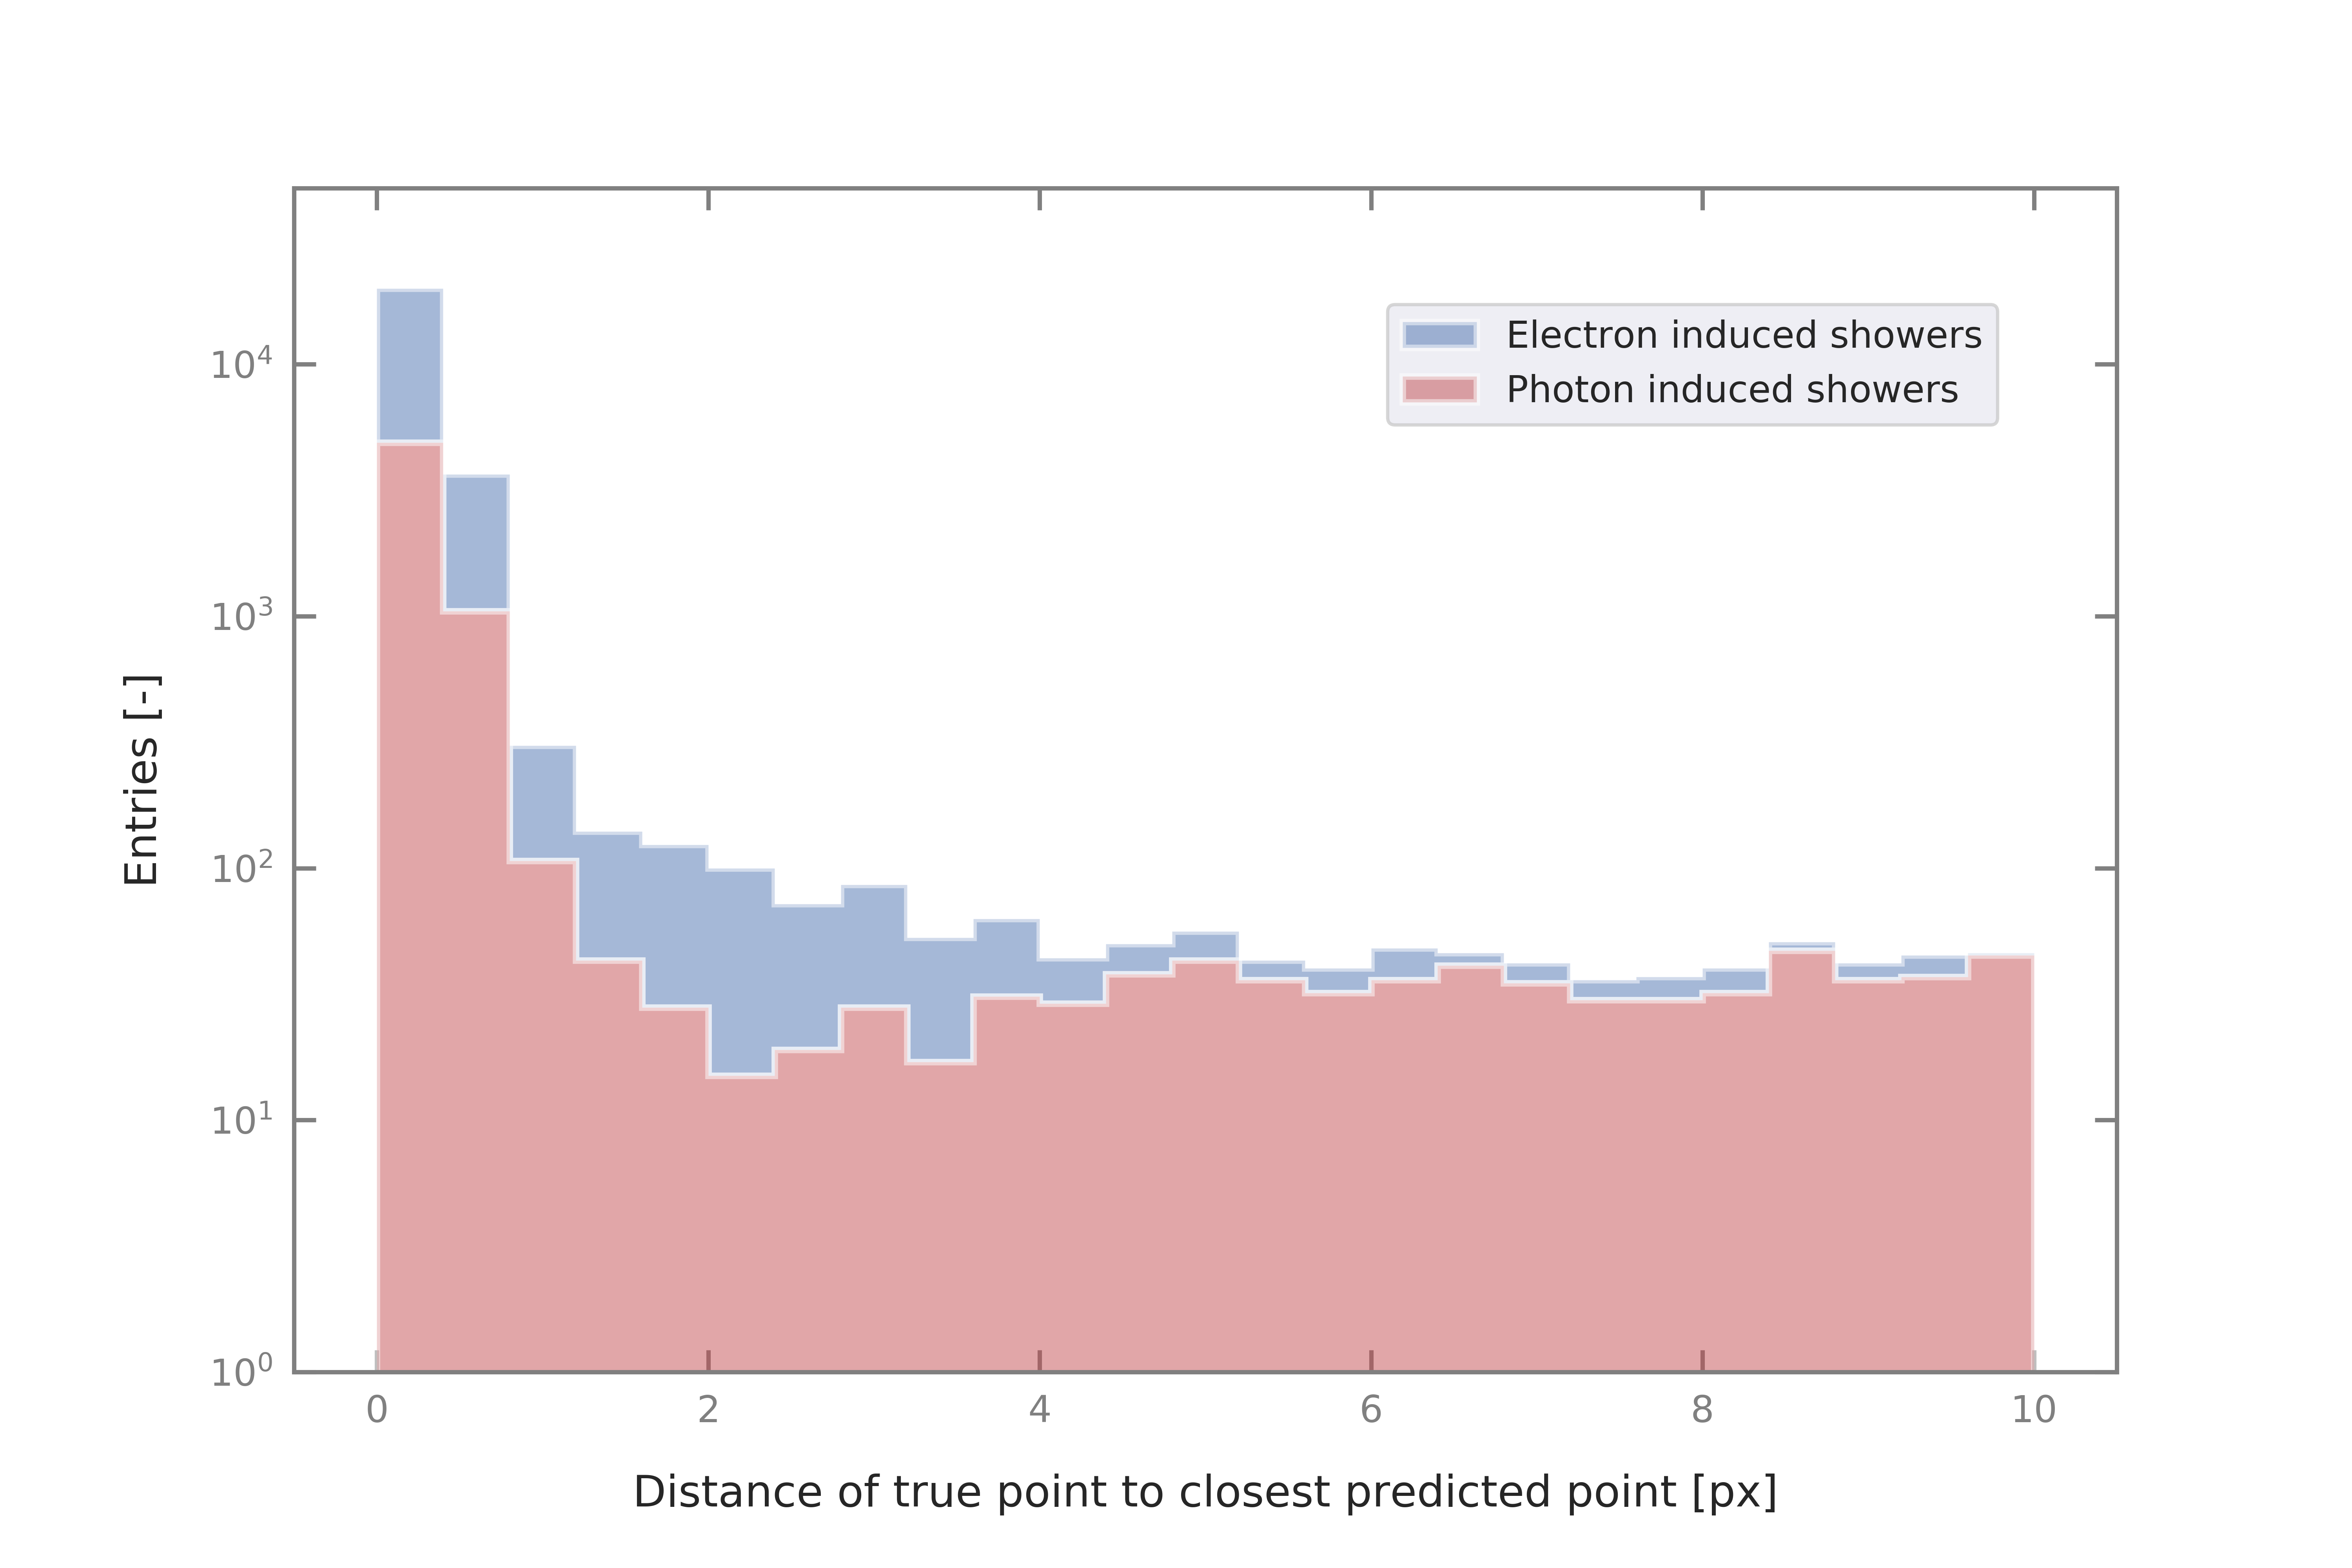 Electron induced showers
Photon induced showers
10⁴
10³
10²
10¹
10⁰
Entries [-]
0 2 4 6 8 10
Distance of true point to closest predicted point [px]